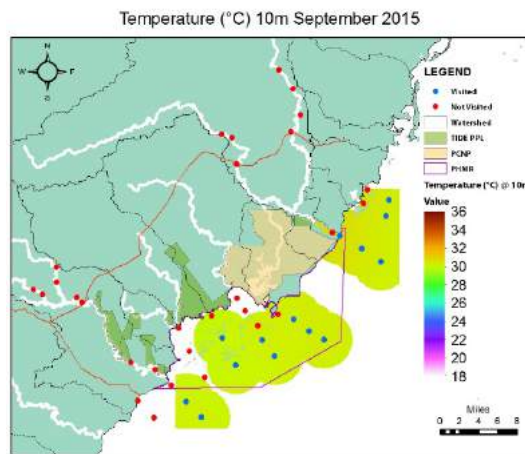 Temperature (°C) 10m September 2015
N
W
E
LEGEND
Visited
Not Visited
Watershed
TIDE PPL
PCNP
PHMR
Temperature (°C) @ 10m
Value
36
34
32
30
28
26
24
22
20
18
Miles
0 1 2 4 6 8